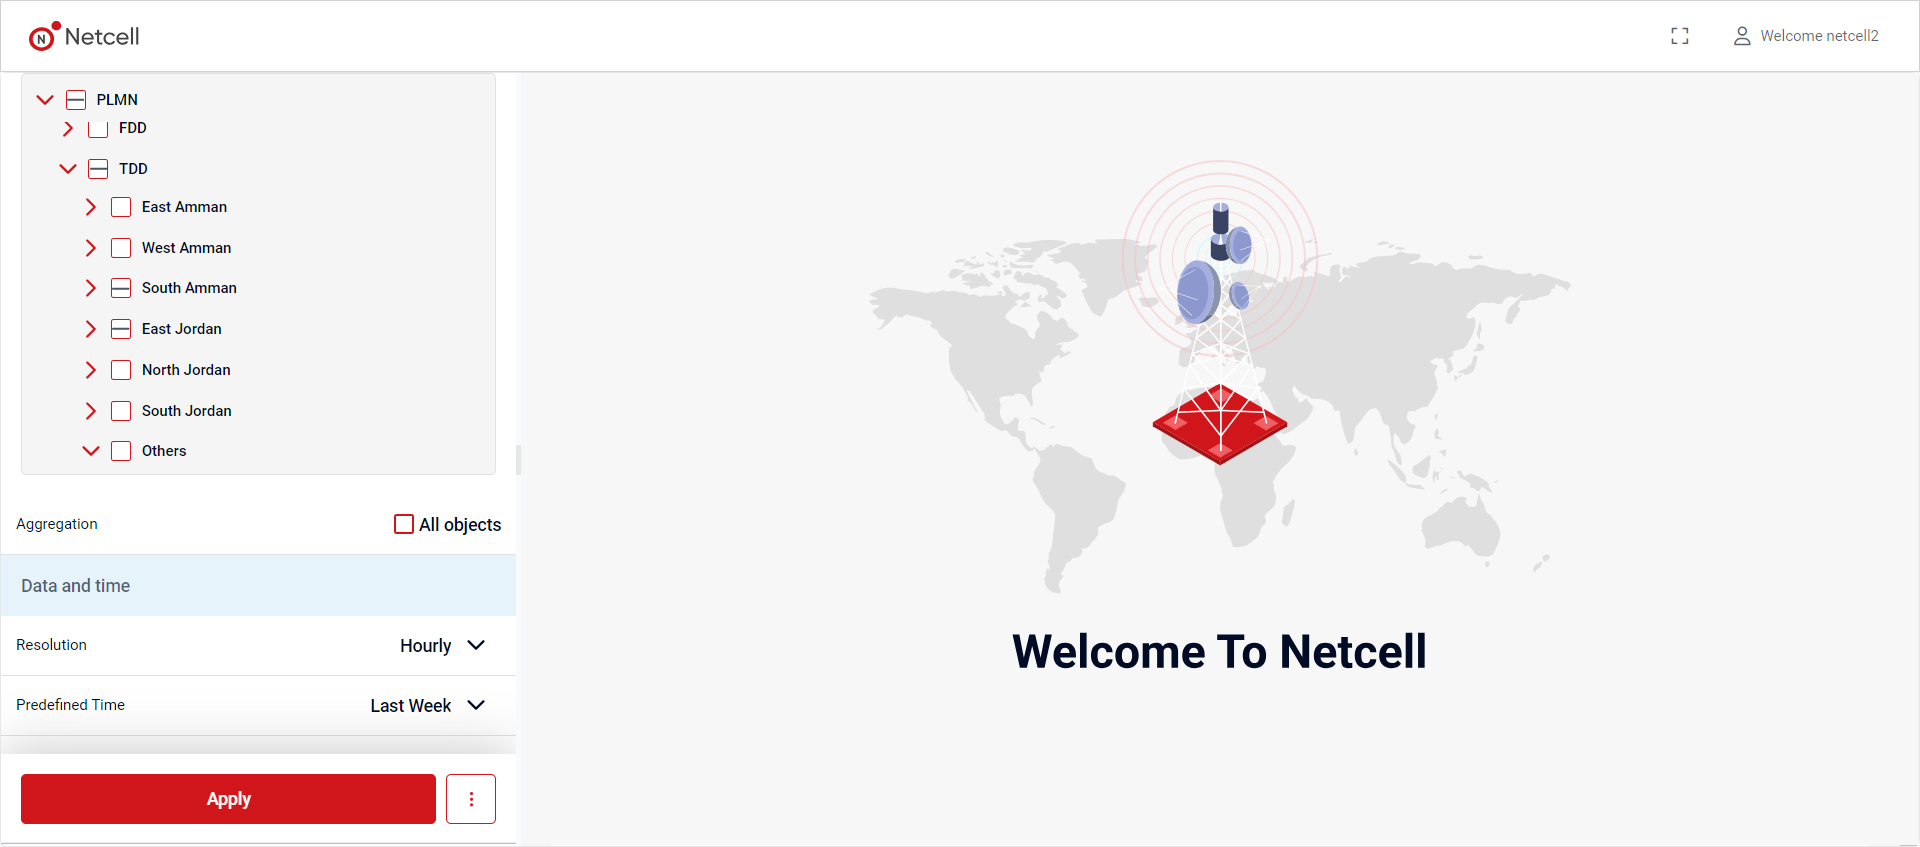 N Netcell
Welcome netcell2
PLMN
FDD
TDD
East Amman
West Amman
South Amman
East Jordan
North Jordan
South Jordan
Others
Aggregation
All objects
Data and time
Resolution
Hourly
Predefined Time
Last Week
Apply
Welcome To Netcell